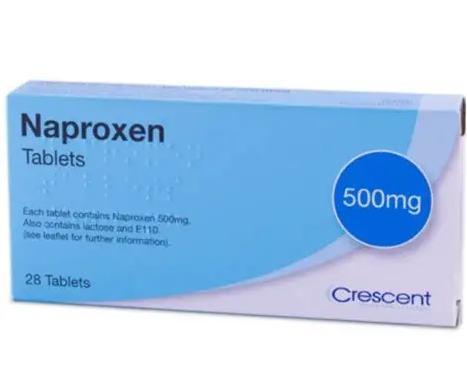 Naproxen
Tablets
500mg
Each tablet contains Naproxen 500mg.
Also contains lactose and E110.
(see leaflet for further information).
28 Tablets
Crescent